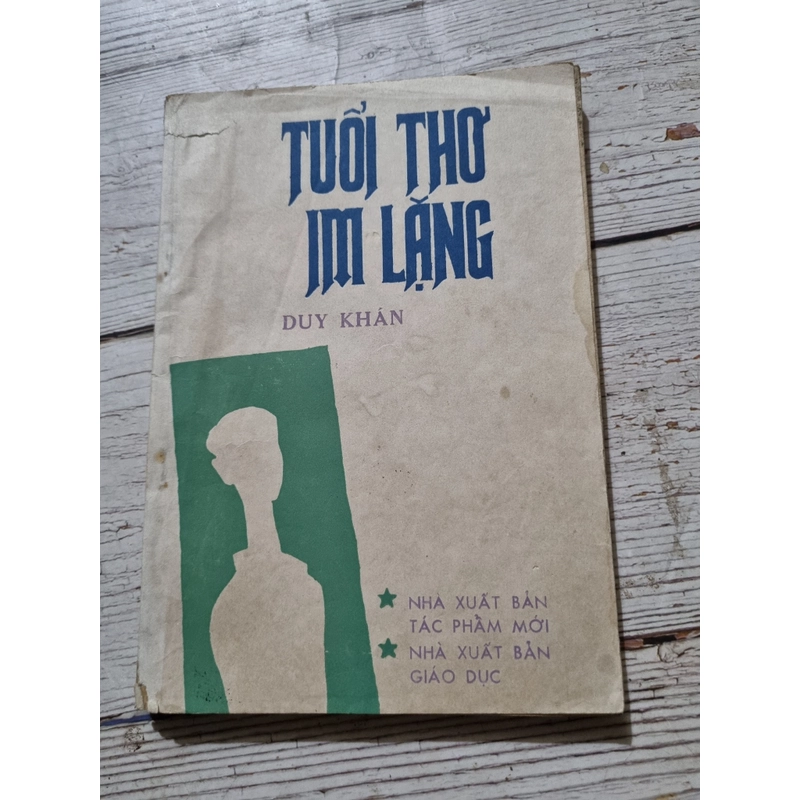 TUỔI THƠ
IM LẶNG
DUY KHÁN
NHÀ XUẤT BẢN
TÁC PHẨM MỚI
NHÀ XUẤT BẢN
GIÁO DỤC